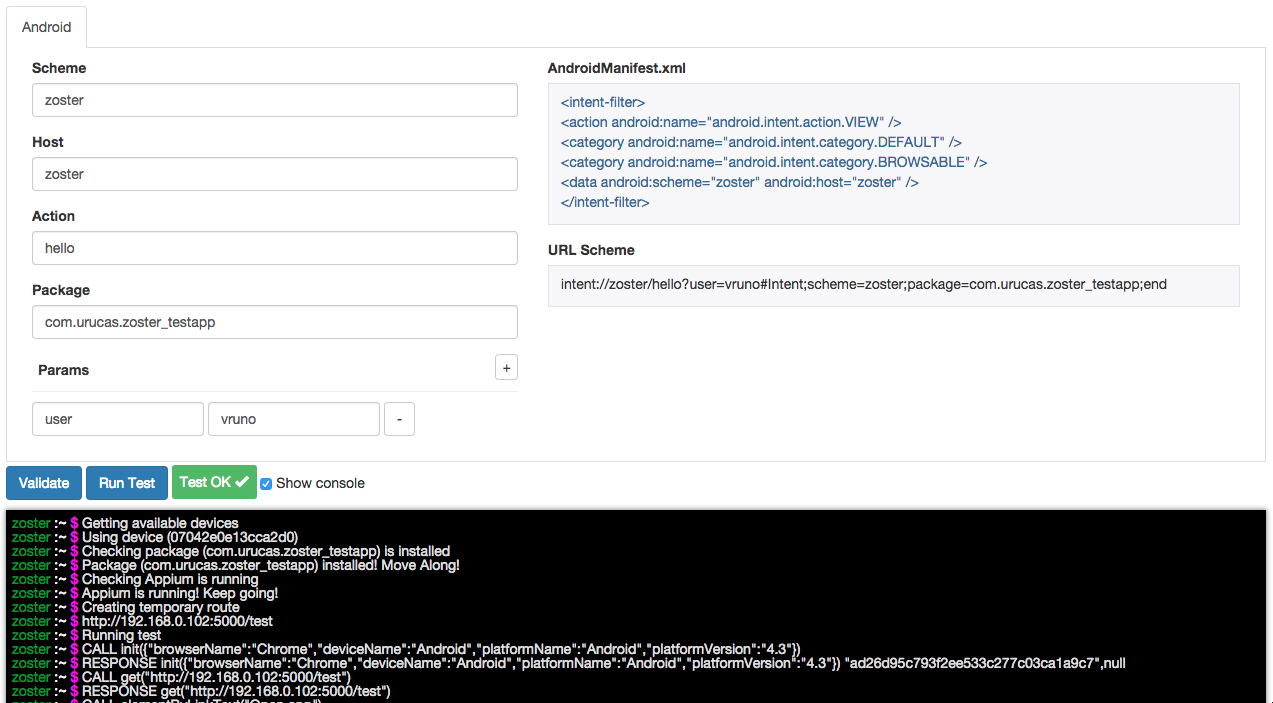 Android
Scheme
zoster
Host
zoster
Action
hello
Package
com.urucas.zoster_testapp
Params
+
user vruno -
AndroidManifest.xml
<intent-filter>
<action android:name="android.intent.action.VIEW" />
<category android:name="android.intent.category.DEFAULT" />
<category android:name="android.intent.category.BROWSABLE" />
<data android:scheme="zoster" android:host="zoster" />
</intent-filter>
URL Scheme
intent://zoster/hello?user=vruno#Intent;scheme=zoster;package=com.urucas.zoster_testapp;end
Validate Run Test Test OK ✔ Show console
zoster :~ $ Getting available devices
zoster :~ $ Using device (07042e0e13cca2d0)
zoster :~ $ Checking package (com.urucas.zoster_testapp) is installed
zoster :~ $ Package (com.urucas.zoster_testapp) installed! Move Along!
zoster :~ $ Checking Appium is running
zoster :~ $ Appium is running! Keep going!
zoster :~ $ Creating temporary route
zoster :~ $ http://192.168.0.102:5000/test
zoster :~ $ Running test
zoster :~ $ CALL init({"browserName":"Chrome","deviceName":"Android","platformName":"Android","platformVersion":"4.3"})
zoster :~ $ RESPONSE init({"browserName":"Chrome","deviceName":"Android","platformName":"Android","platformVersion":"4.3"}) "ad26d95c793f2ee533c277c03ca1a9c7",null
zoster :~ $ CALL get("http://192.168.0.102:5000/test")
zoster :~ $ RESPONSE get("http://192.168.0.102:5000/test")
zoster :~ $ CALL elementByLinkText("Open app")